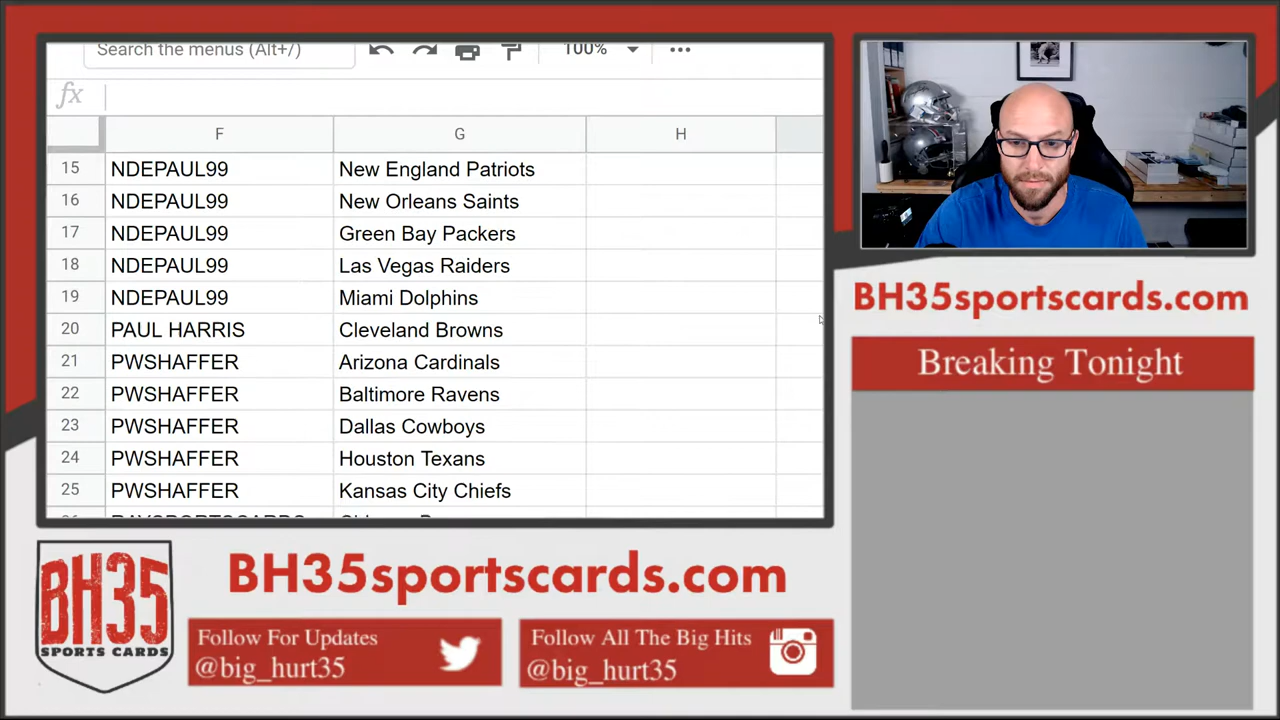 Search the menus (Alt+/)
100%
fx
F G H
15 NDEPAUL99 New England Patriots
16 NDEPAUL99 New Orleans Saints
17 NDEPAUL99 Green Bay Packers
18 NDEPAUL99 Las Vegas Raiders
19 NDEPAUL99 Miami Dolphins
20 PAUL HARRIS Cleveland Browns
21 PWSHAFFER Arizona Cardinals
22 PWSHAFFER Baltimore Ravens
23 PWSHAFFER Dallas Cowboys
24 PWSHAFFER Houston Texans
25 PWSHAFFER Kansas City Chiefs
BH35sportscards.com
Breaking Tonight
BH35
SPORTS CARDS
BH35sportscards.com
Follow For Updates
@big_hurt35
Follow All The Big Hits
@big_hurt35